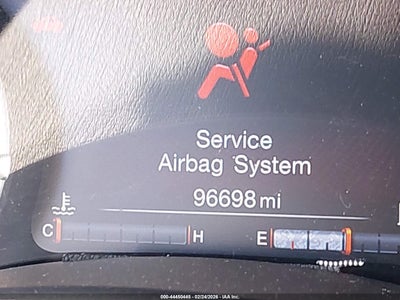 Service
Airbag System
96698 mi
C H E
000-44450445 - 02/24/2026 - IAA Inc.